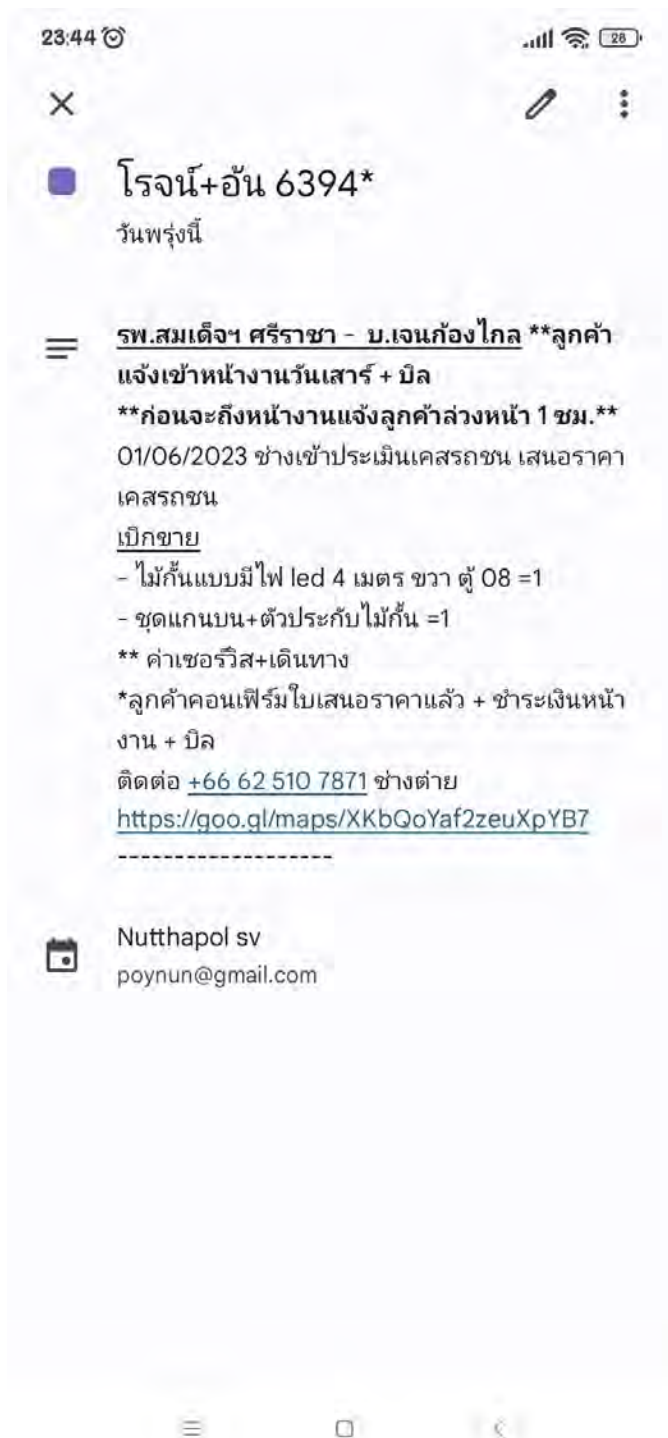 23:44
28
โรจน์+อ้น 6394*
วันพรุ่งนี้
รพ.สมเด็จฯ ศรีราชา - บ.เจนก้องไกล **ลูกค้า
แจ้งเข้าหน้างานวันเสาร์ + บิล
**ก่อนจะถึงหน้างานแจ้งลูกค้าล่วงหน้า 1 ชม.**
01/06/2023 ช่างเข้าประเมินเคสรถชน เสนอราคา
เคสรถชน
เบิกขาย
- ไม้กั้นแบบมีไฟ led 4 เมตร ขวา ตู้ 08 =1
- ชุดแกนบน+ตัวประกับไม้กั้น =1
** ค่าเซอร์วิส+เดินทาง
*ลูกค้าคอนเฟิร์มใบเสนอราคาแล้ว + ชำระเงินหน้า
งาน + บิล
ติดต่อ +66 62 510 7871 ช่างต่าย
https://goo.gl/maps/XKbQoYaf2zeuXpYB7
-------------------
Nutthapol sv
poynun@gmail.com